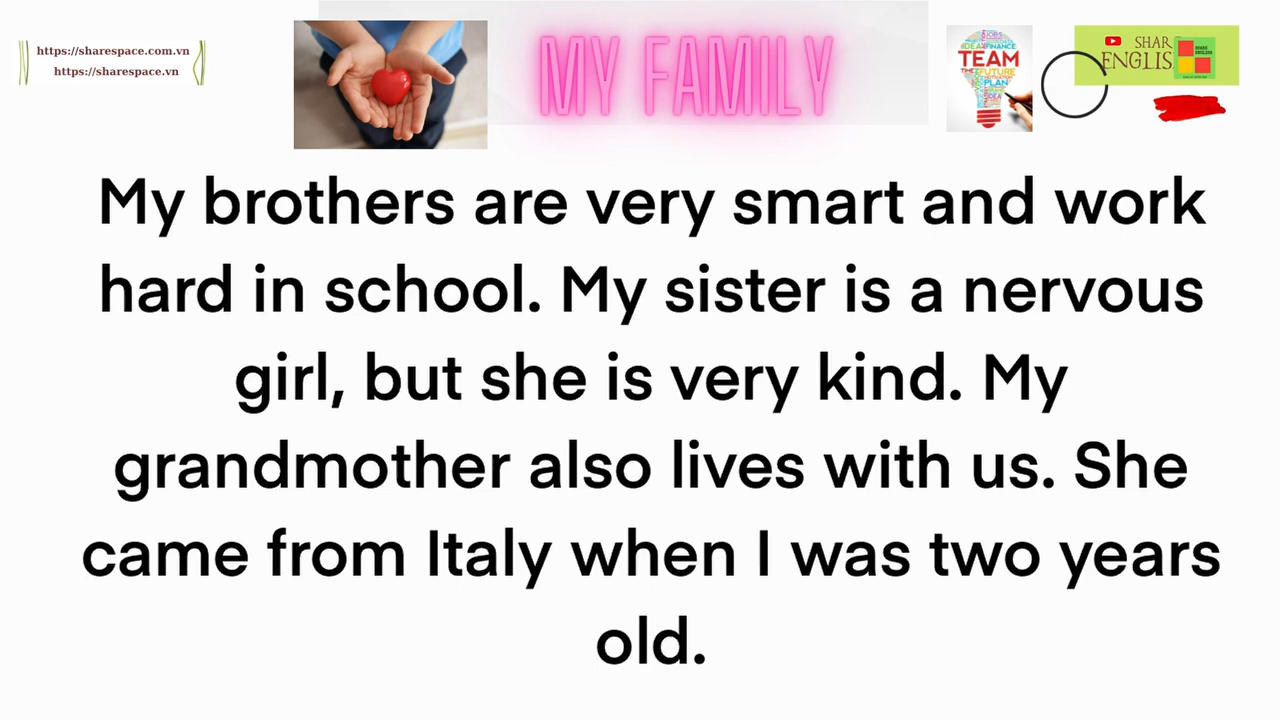 https://sharespace.com.vn
https://sharespace.vn
MY FAMILY
TEAM
IDEA FINANCE
FUTURE
PLAN
SHAR
ENGLIS
My brothers are very smart and work
hard in school. My sister is a nervous
girl, but she is very kind. My
grandmother also lives with us. She
came from Italy when I was two years
old.